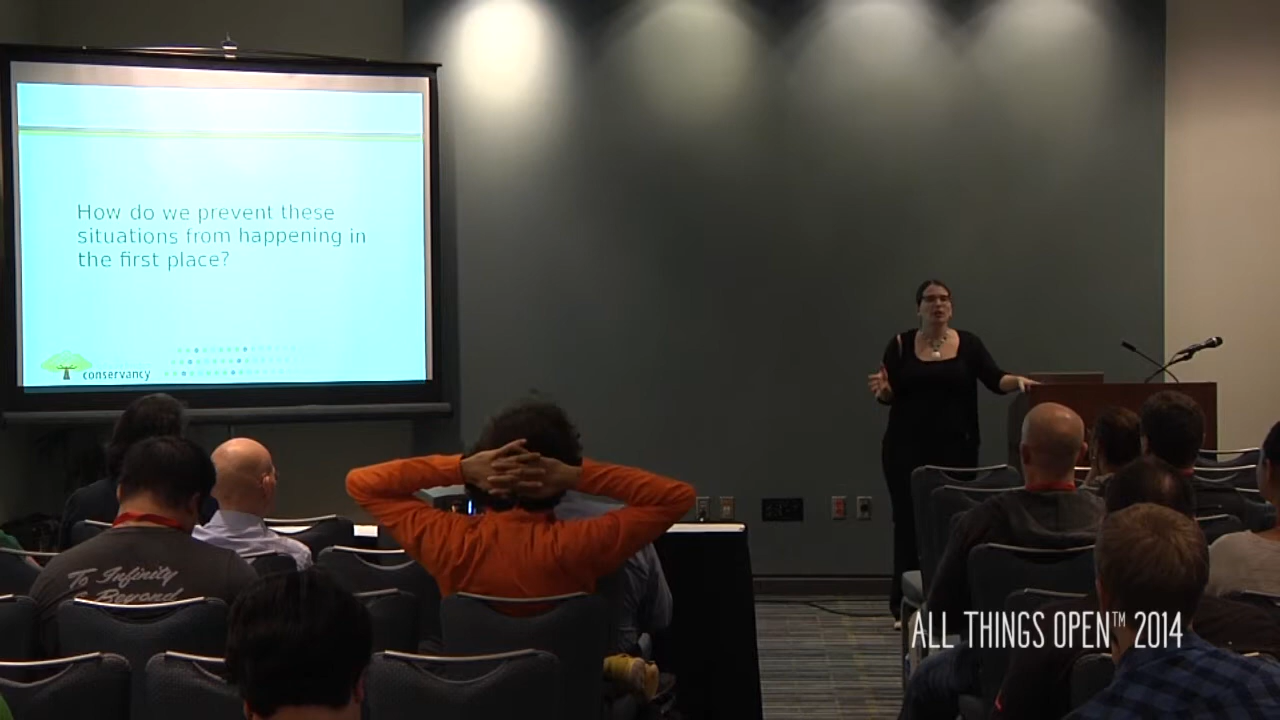 How do we prevent these
situations from happening in
the first place?
conservancy
To Infinity
& Beyond
ALL THINGS OPEN™ 2014